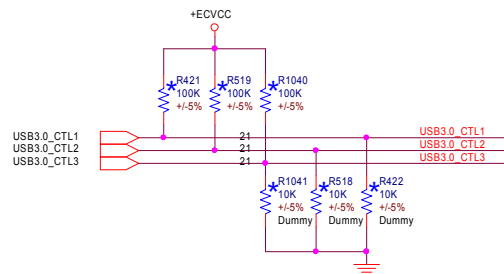 +ECVCC
*R421
100K
+/-5%
*R519
100K
+/-5%
*R1040
100K
+/-5%
USB3.0_CTL1 21 USB3.0_CTL1
USB3.0_CTL2 21 USB3.0_CTL2
USB3.0_CTL3 21 USB3.0_CTL3
*R1041
10K
+/-5%
Dummy
*R518
10K
+/-5%
Dummy
*R422
10K
+/-5%
Dummy